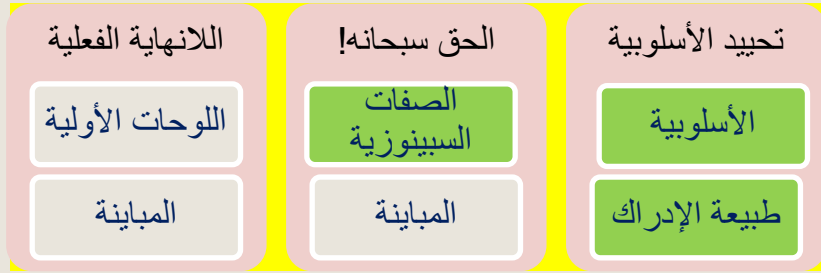 تحييد الأسلوبية
الأسلوبية
طبيعة الإدراك
الحق سبحانه!
الصفات
السبينوزية
المباينة
اللانهاية الفعلية
اللوحات الأولية
المباينة